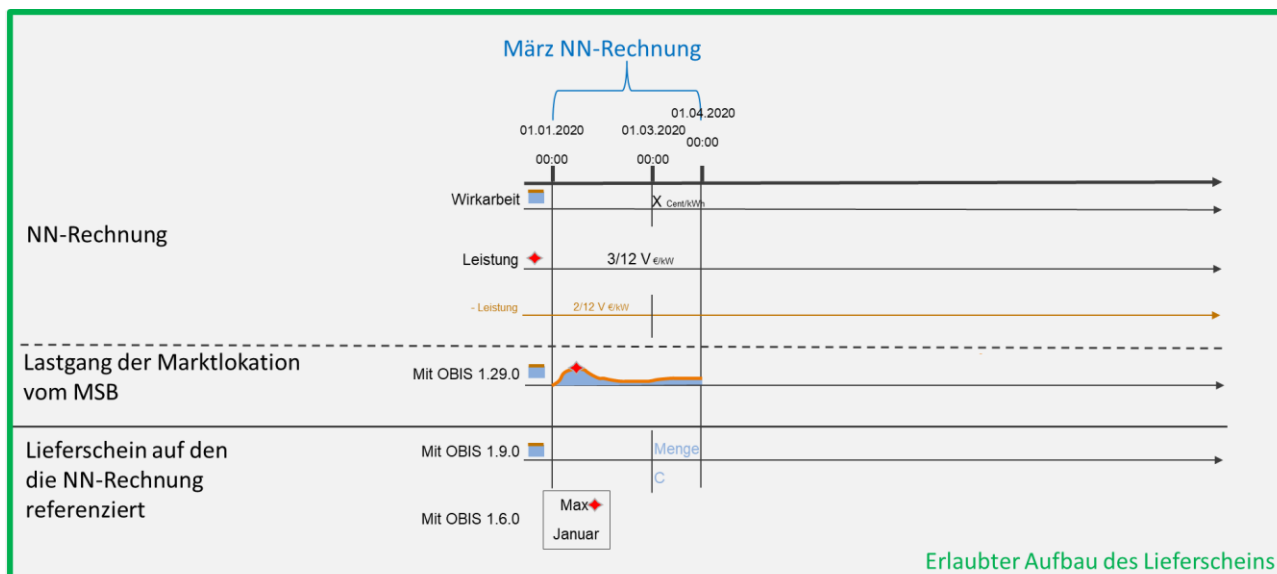 März NN-Rechnung
01.04.2020
01.01.2020
01.03.2020
00:00
00:00
00:00
Wirkarbeit
X Cent/kWh
NN-Rechnung
Leistung
3/12 V €/kW
- Leistung
2/12 V €/kW
Lastgang der Marktlokation
vom MSB
Mit OBIS 1.29.0
Lieferschein auf den
die NN-Rechnung
referenziert
Mit OBIS 1.9.0
Menge
C
Mit OBIS 1.6.0
Max
Januar
Erlaubter Aufbau des Lieferscheins